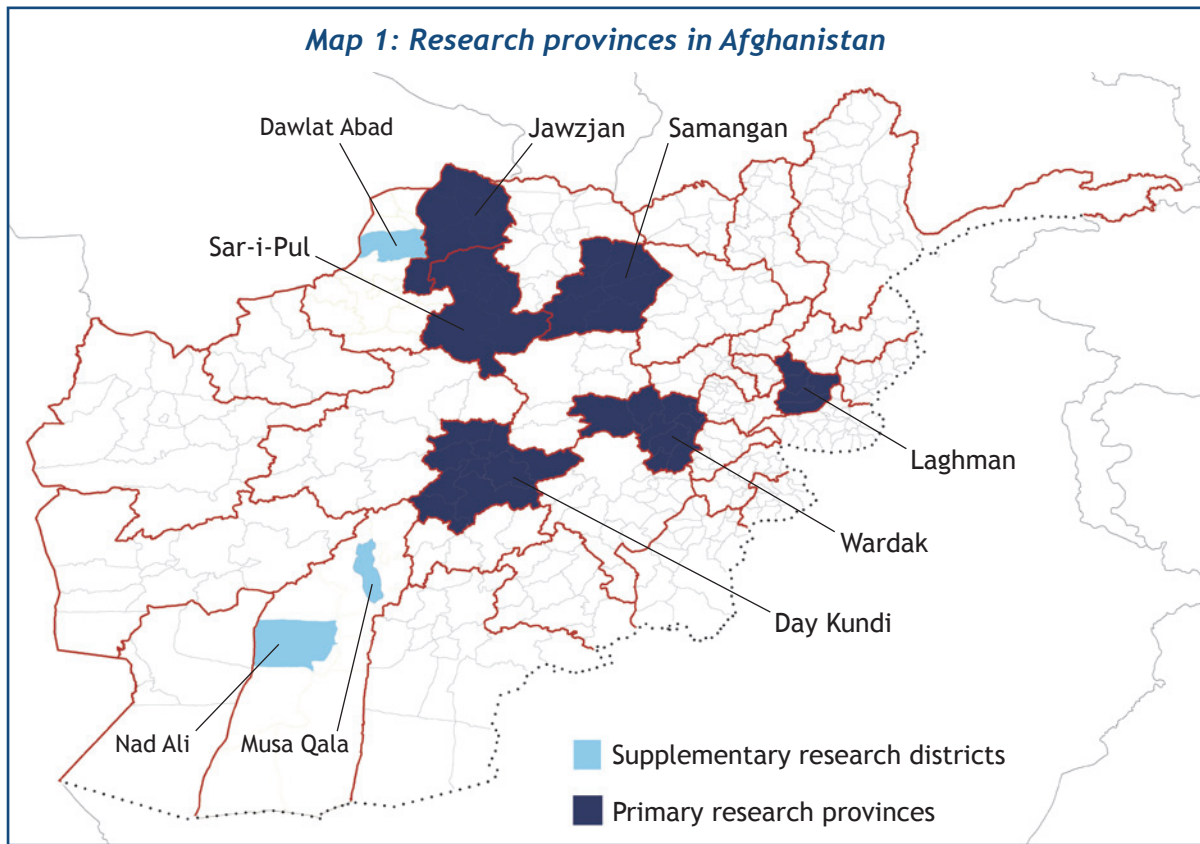 Map 1: Research provinces in Afghanistan
Dawlat Abad
Jawzjan
Samangan
Sar-i-Pul
Laghman
Wardak
Day Kundi
Nad Ali
Musa Qala
Supplementary research districts
Primary research provinces